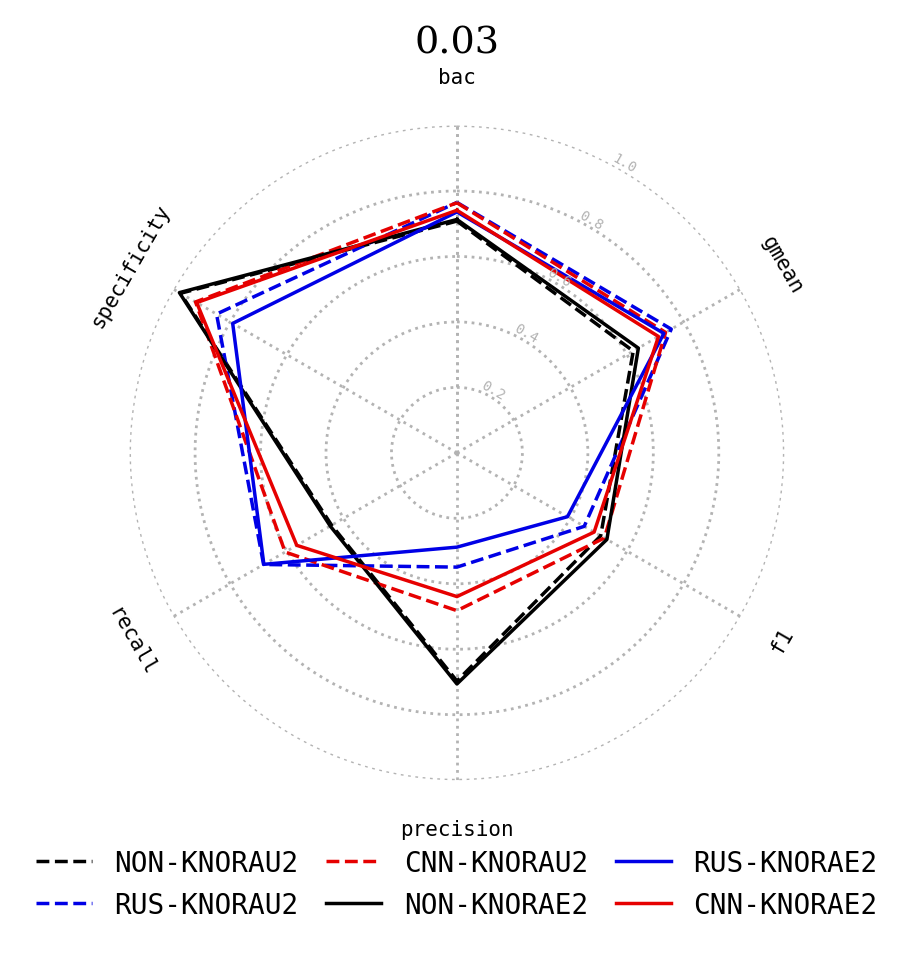 0.03
bac
1.0
specificity
0.8
gmean
0.6
0.4
0.2
recall
f1
precision
NON-KNORAU2 CNN-KNORAU2 RUS-KNORAE2
RUS-KNORAU2 NON-KNORAE2 CNN-KNORAE2